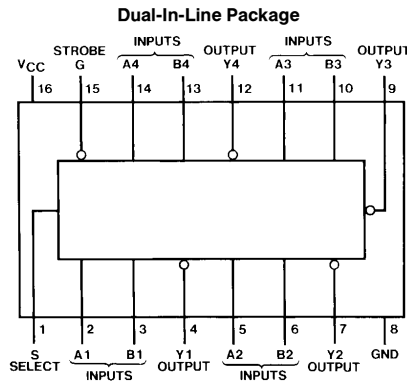 Dual-In-Line Package
STROBE INPUTS OUTPUT INPUTS OUTPUT
VCC G A4 B4 Y4 A3 B3 Y3
16 15 14 13 12 11 10 9
1 2 3 4 5 6 7 8
S A1 B1 Y1 A2 B2 Y2 GND
SELECT INPUTS OUTPUT INPUTS OUTPUT